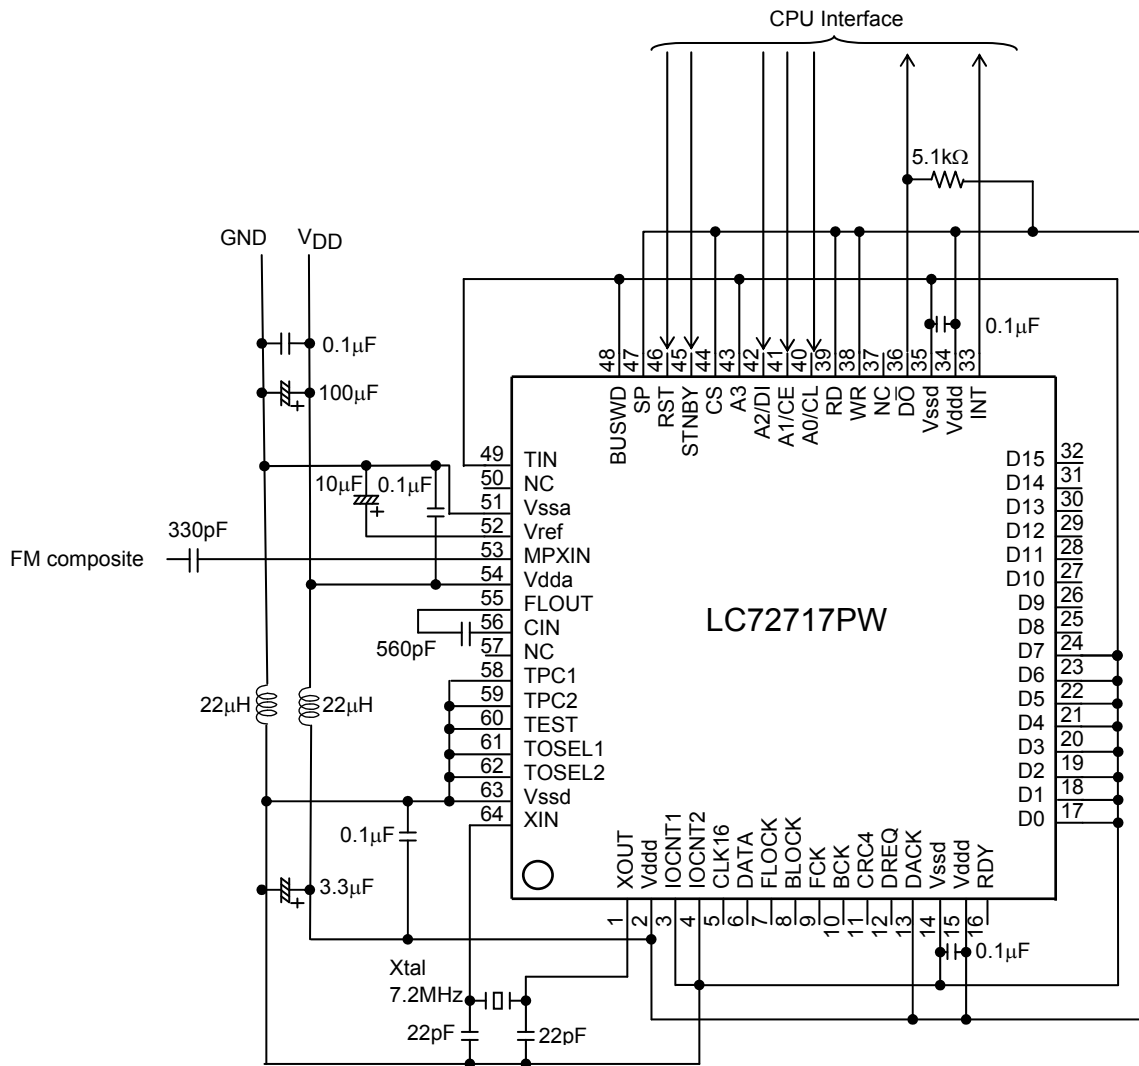 CPU Interface
5.1kΩ
GND
VDD
0.1μF
0.1μF
100μF
48
47
46
45
44
43
42
41
40
39
38
37
36
35
34
33
BUSWD
SP
RST
STNBY
CS
A3
A2/DI
A1/CE
A0/CL
RD
WR
NC
DO
Vssd
Vddd
INT
10μF
0.1μF
330pF
FM composite
560pF
22μH
22μH
0.1μF
3.3μF
49 TIN
50 NC
51 Vssa
52 Vref
53 MPXIN
54 Vdda
55 FLOUT
56 CIN
57 NC
58 TPC1
59 TPC2
60 TEST
61 TOSEL1
62 TOSEL2
63 Vssd
64 XIN
LC72717PW
D15 32
D14 31
D13 30
D12 29
D11 28
D10 27
D9 26
D8 25
D7 24
D6 23
D5 22
D4 21
D3 20
D2 19
D1 18
D0 17
XOUT
Vddd
IOCNT1
IOCNT2
CLK16
DATA
FLOCK
BLOCK
FCK
BCK
CRC4
DREQ
DACK
Vssd
Vddd
RDY
1
2
3
4
5
6
7
8
9
10
11
12
13
14
15
16
0.1μF
Xtal
7.2MHz
22pF
22pF